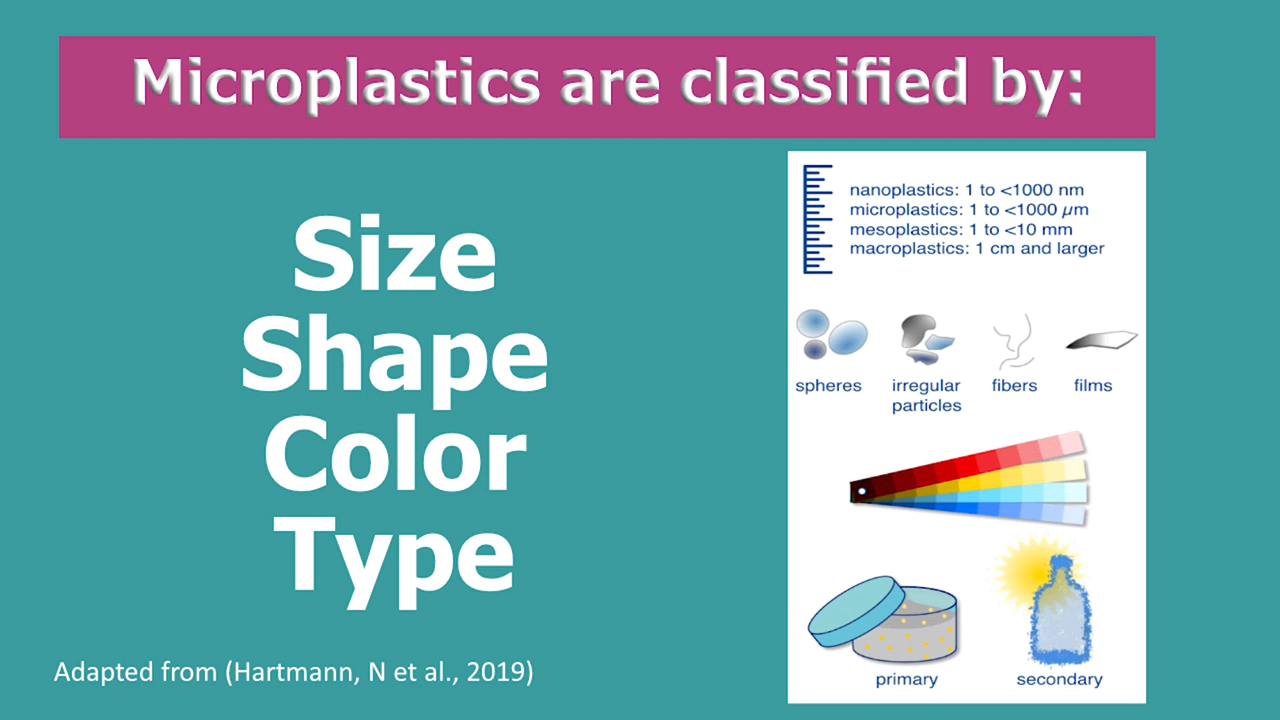 Microplastics are classified by:
Size
Shape
Color
Type
Adapted from (Hartmann, N et al., 2019)
nanoplastics: 1 to <1000 nm
microplastics: 1 to <1000 µm
mesoplastics: 1 to <10 mm
macroplastics: 1 cm and larger
spheres
irregular
particles
fibers
films
primary
secondary